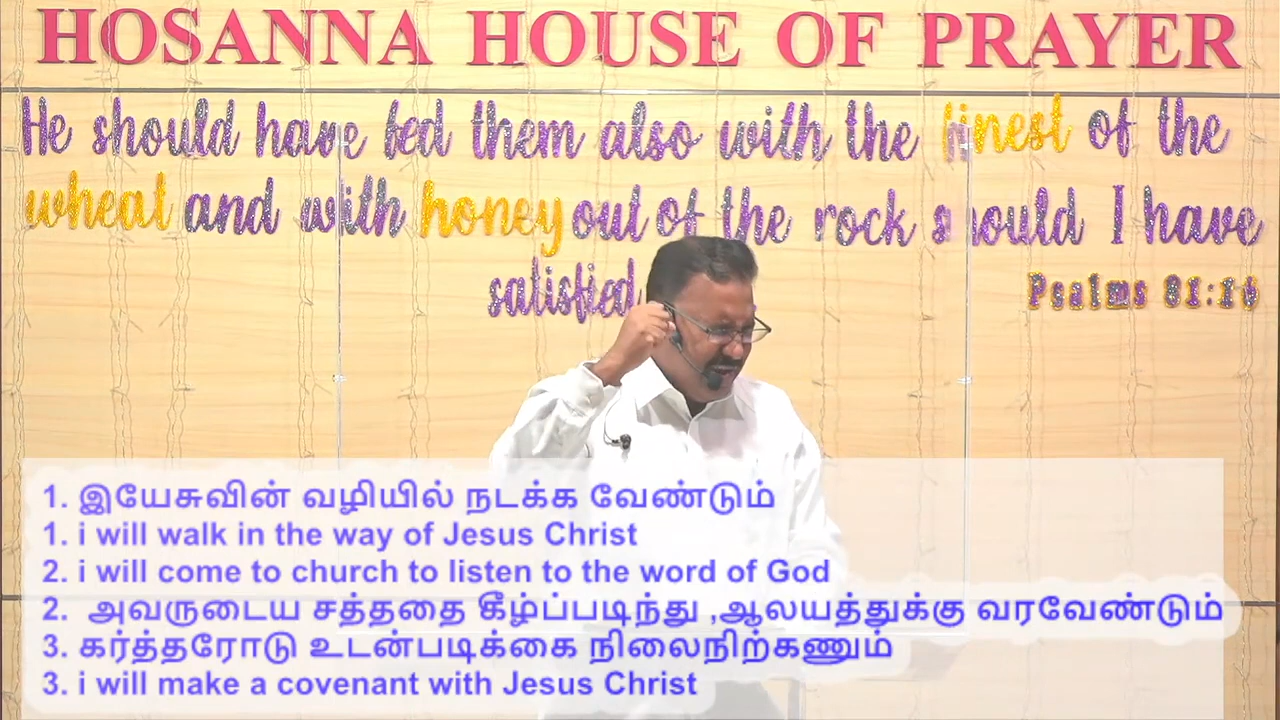 HOSANNA HOUSE OF PRAYER
He should have fed them also with the finest of the
wheat and with honey out of the rock should I have
satisfied
Psalms 81:16
1. இயேசுவின் வழியில் நடக்க வேண்டும்
1. i will walk in the way of Jesus Christ
2. i will come to church to listen to the word of God
2. அவருடைய சத்ததை கீழ்ப்படிந்து ,ஆலயத்துக்கு வரவேண்டும்
3. கர்த்தரோடு உடன்படிக்கை நிலைநிற்கணும்
3. i will make a covenant with Jesus Christ